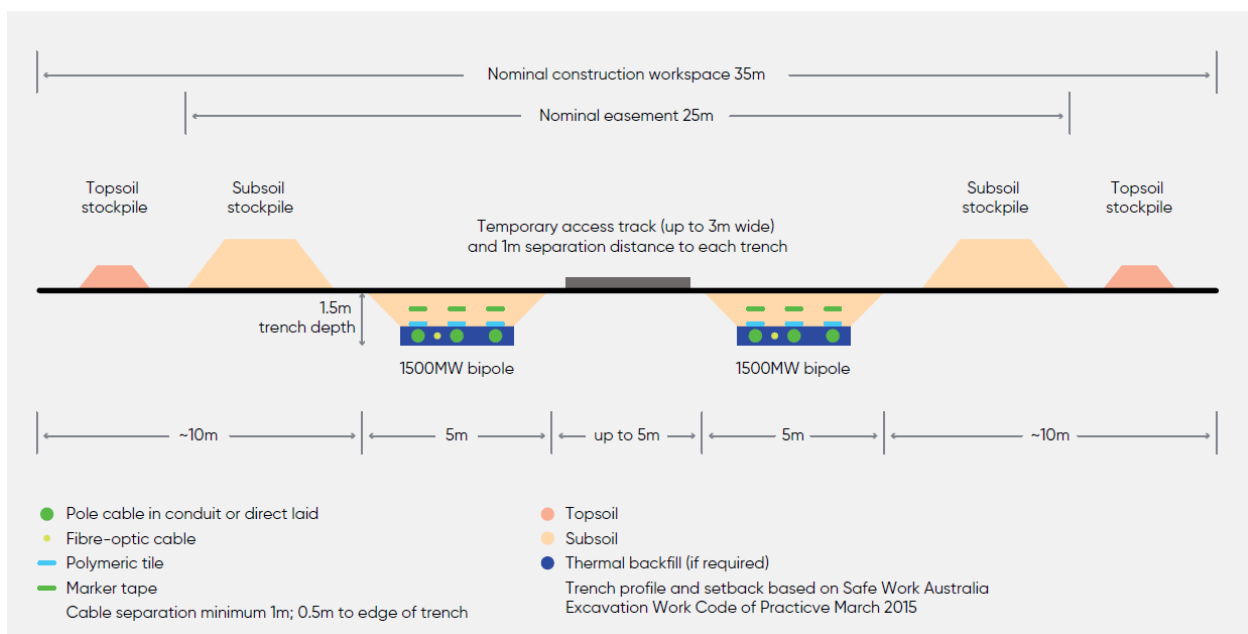 Nominal construction workspace 35m
Nominal easement 25m
Topsoil
stockpile
Subsoil
stockpile
Temporary access track (up to 3m wide)
and 1m separation distance to each trench
Subsoil
stockpile
Topsoil
stockpile
1.5m
trench depth
1500MW bipole
1500MW bipole
~10m
5m
up to 5m
5m
~10m
Pole cable in conduit or direct laid
Fibre-optic cable
Polymeric tile
Marker tape
Cable separation minimum 1m; 0.5m to edge of trench
Topsoil
Subsoil
Thermal backfill (if required)
Trench profile and setback based on Safe Work Australia
Excavation Work Code of Practicve March 2015